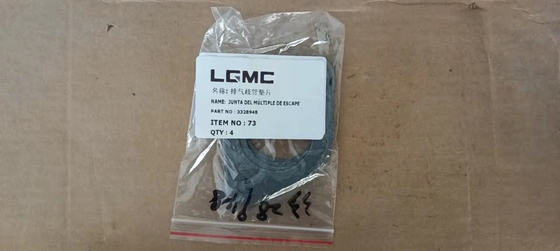 LGMC
名称: 排气歧管垫片
NAME: JUNTA DEL MÚLTIPLE DE ESCAPE
PART NO : 3328948
ITEM NO : 73
QTY : 4